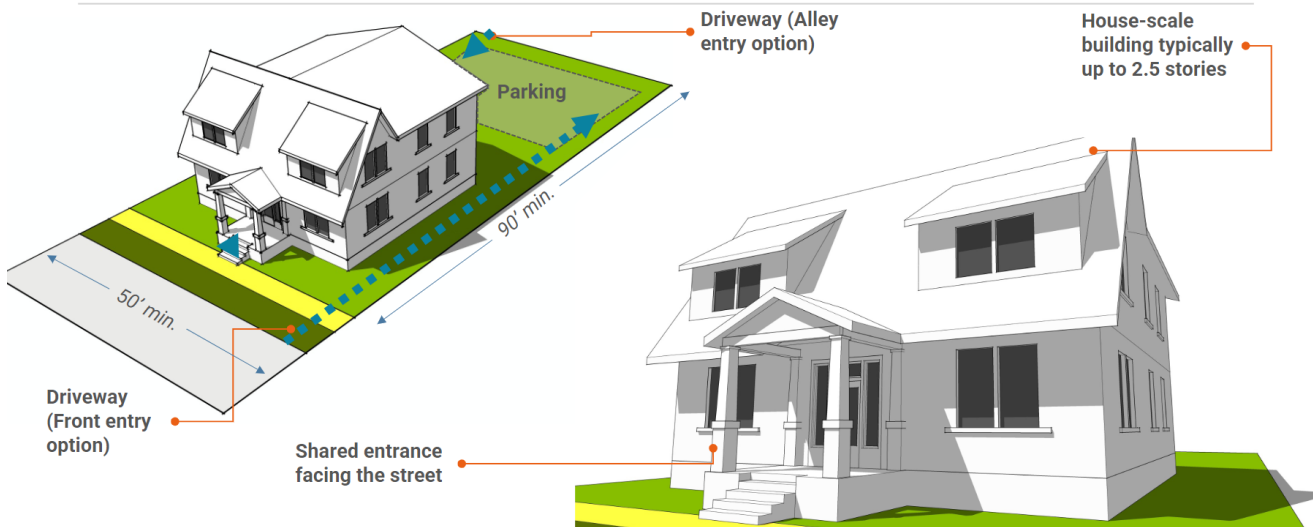 Driveway (Alley
entry option)
House-scale
building typically
up to 2.5 stories
Parking
90' min.
50' min.
Driveway
(Front entry
option)
Shared entrance
facing the street